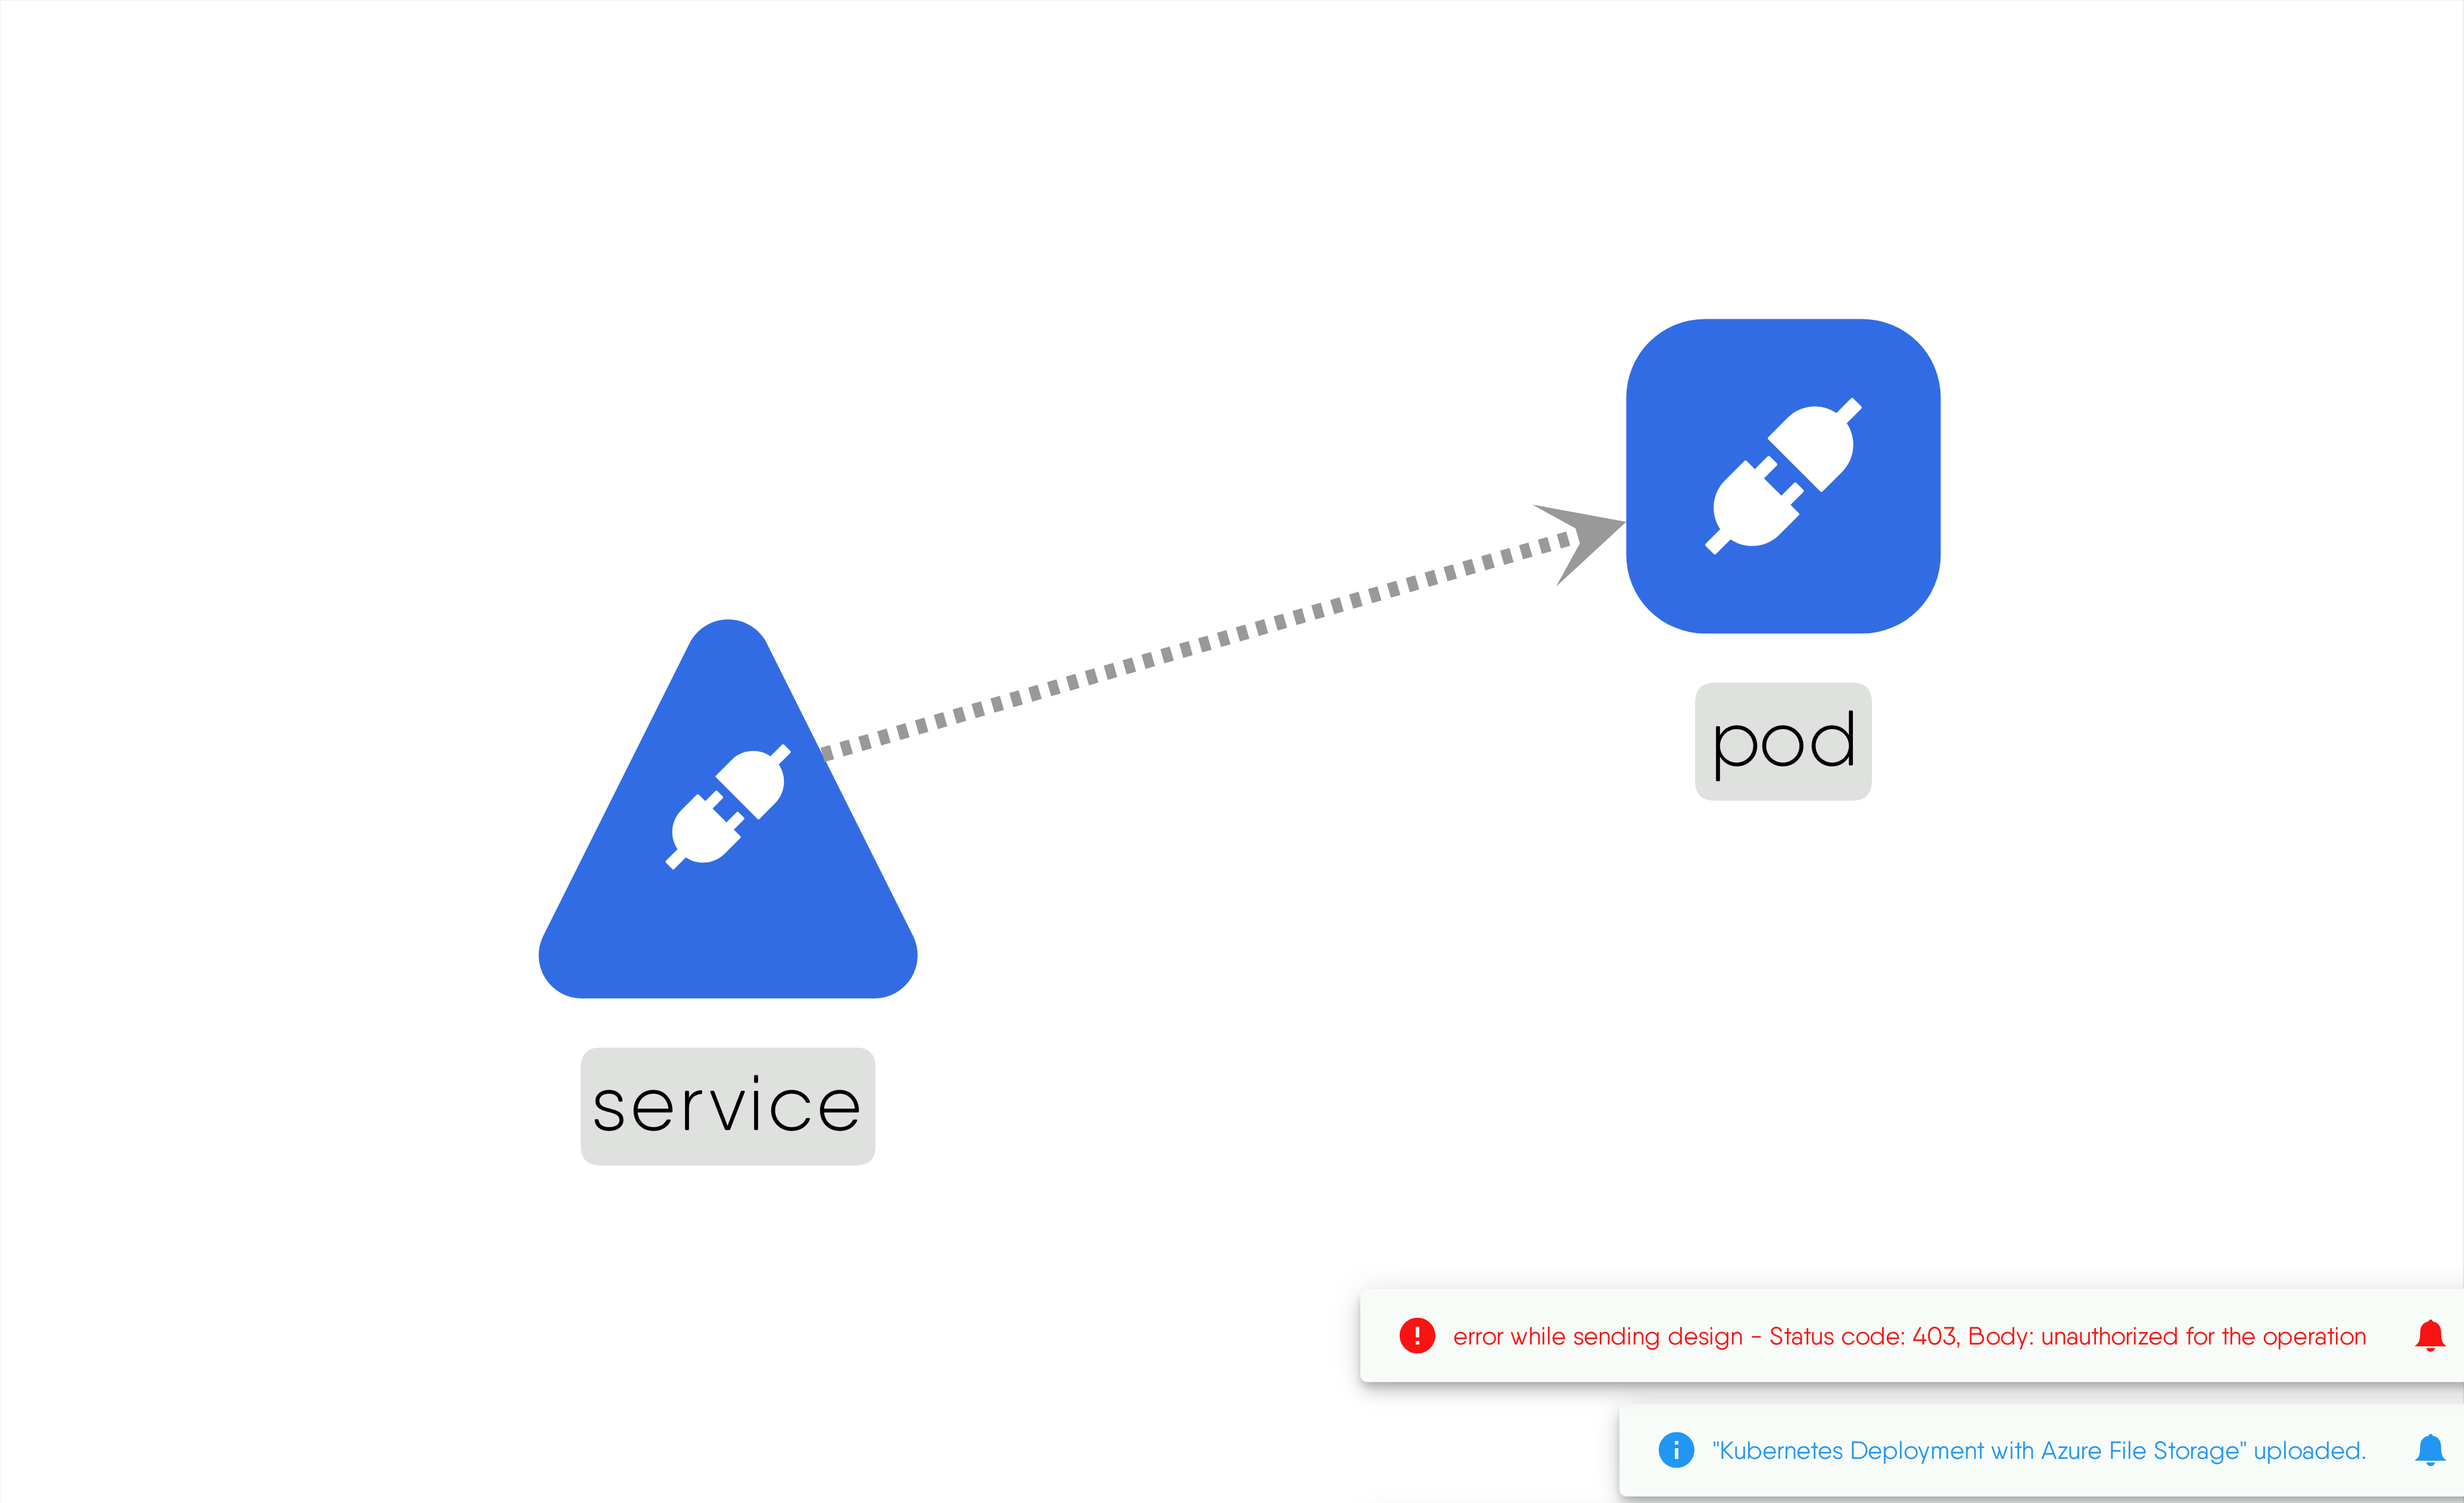 pod
service
error while sending design - Status code: 403, Body: unauthorized for the operation
"Kubernetes Deployment with Azure File Storage" uploaded.